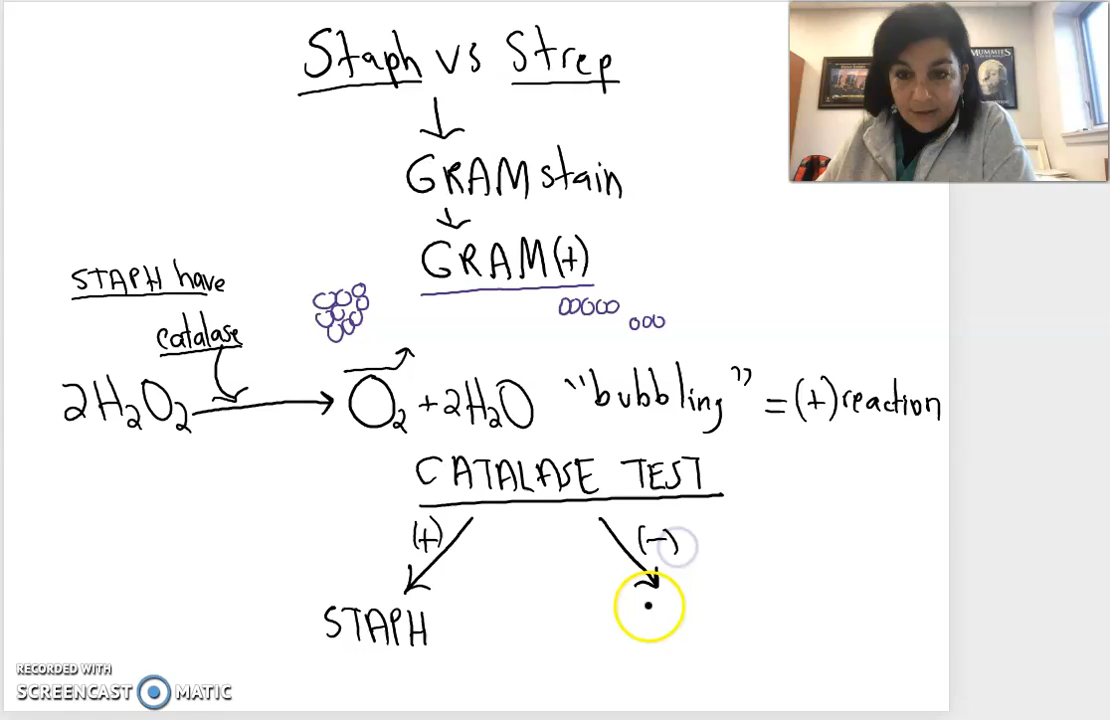 Staph vs Strep
GRAM stain
GRAM (+)
STAPH have
catalase
2H₂O₂ → O₂ + 2H₂O "bubbling" = (+) reaction
CATALASE TEST
(+) (-)
STAPH
RECORDED WITH
SCREENCAST MATIC
MUMMIES